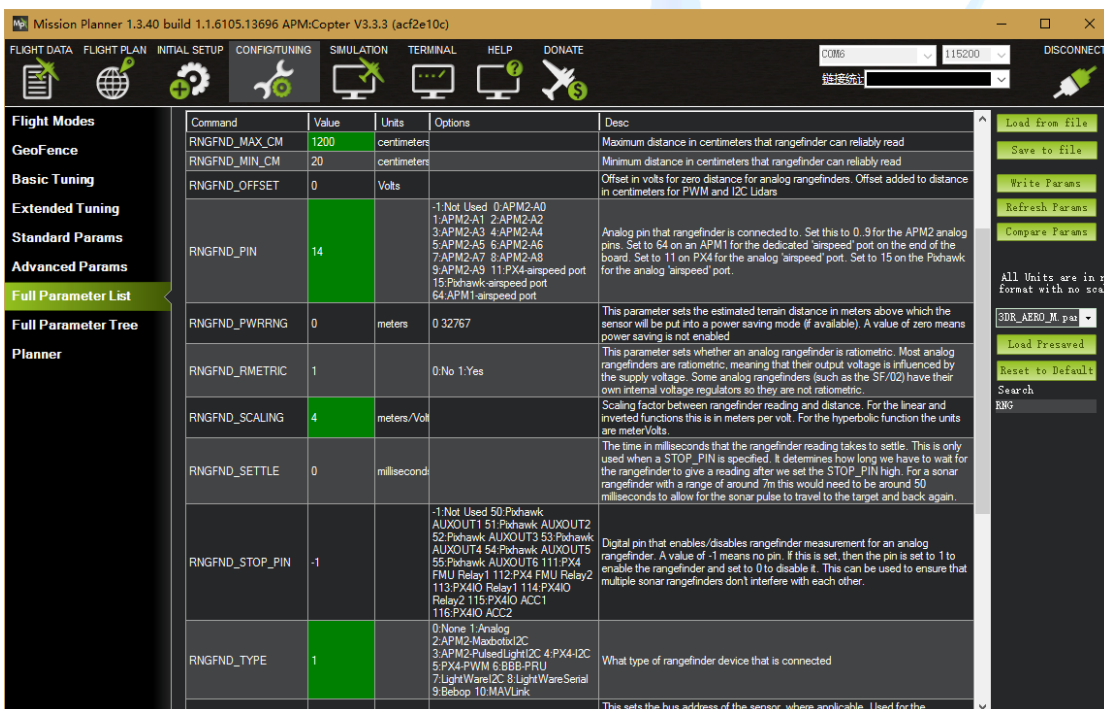 Mission Planner 1.3.40 build 1.1.6105.13696 APM:Copter V3.3.3 (acf2e10c)
FLIGHT DATA FLIGHT PLAN INITIAL SETUP CONFIG/TUNING SIMULATION TERMINAL HELP DONATE
COM6 115200 DISCONNECT
链接统计
Flight Modes
GeoFence
Basic Tuning
Extended Tuning
Standard Params
Advanced Params
Full Parameter List
Full Parameter Tree
Planner
Command Value Units Options Desc
RNGFND_MAX_CM 1200 centimeters Maximum distance in centimeters that rangefinder can reliably read
RNGFND_MIN_CM 20 centimeters Minimum distance in centimeters that rangefinder can reliably read
RNGFND_OFFSET 0 Volts
Offset in volts for zero distance for analog rangefinders. Offset added to distance
in centimeters for PWM and I2C Lidars
RNGFND_PIN 14
-1:Not Used 0:APM2-A0
1:APM2-A1 2:APM2-A2
3:APM2-A3 4:APM2-A4
5:APM2-A5 6:APM2-A6
7:APM2-A7 8:APM2-A8
9:APM2-A9 11:PX4-airspeed port
15:Pixhawk-airspeed port
64:APM1-airspeed port
Analog pin that rangefinder is connected to. Set this to 0..9 for the APM2 analog
pins. Set to 64 on an APM1 for the dedicated 'airspeed' port on the end of the
board. Set to 11 on PX4 for the analog 'airspeed' port. Set to 15 on the Pixhawk
for the analog 'airspeed' port.
RNGFND_PWRRNG 0 meters 0 32767
This parameter sets the estimated terrain distance in meters above which the
sensor will be put into a power saving mode (if available). A value of zero means
power saving is not enabled
RNGFND_RMETRIC 1 0:No 1:Yes
This parameter sets whether an analog rangefinder is ratiometric. Most analog
rangefinders are ratiometric, meaning that their output voltage is influenced by
the supply voltage. Some analog rangefinders (such as the SF/02) have their
own internal voltage regulators so they are not ratiometric.
RNGFND_SCALING 4 meters/Volt
Scaling factor between rangefinder reading and distance. For the linear and
inverted functions this is in meters per volt. For the hyperbolic function the units
are meterVolts.
RNGFND_SETTLE 0 milliseconds
The time in milliseconds that the rangefinder reading takes to settle. This is only
used when a STOP_PIN is specified. It determines how long we have to wait for
the rangefinder to give a reading after we set the STOP_PIN high. For a sonar
rangefinder with a range of around 7m this would need to be around 50
milliseconds to allow for the sonar pulse to travel to the target and back again.
RNGFND_STOP_PIN -1
-1:Not Used 50:Pixhawk
AUXOUT1 51:Pixhawk AUXOUT2
52:Pixhawk AUXOUT3 53:Pixhawk
AUXOUT4 54:Pixhawk AUXOUT5
55:Pixhawk AUXOUT6 111:PX4
FMU Relay1 112:PX4 FMU Relay2
113:PX4IO Relay1 114:PX4IO
Relay2 115:PX4IO ACC1
116:PX4IO ACC2
Digital pin that enables/disables rangefinder measurement for an analog
rangefinder. A value of -1 means no pin. If this is set, then the pin is set to 1 to
enable the rangefinder and set to 0 to disable it. This can be used to ensure that
multiple sonar rangefinders don't interfere with each other.
RNGFND_TYPE 1
0:None 1:Analog
2:APM2-MaxbotixI2C
3:APM2-PulsedLightI2C 4:PX4-I2C
5:PX4-PWM 6:BBB-PRU
7:LightWareI2C 8:LightWareSerial
9:Bebop 10:MAVLink
What type of rangefinder device that is connected
This sets the bus address of the sensor, where applicable. Used for the
Load from file
Save to file
Write Params
Refresh Params
Compare Params
All Units are in r
format with no sca
3DR_AERO_M.par
Load Presaved
Reset to Default
Search
RNG